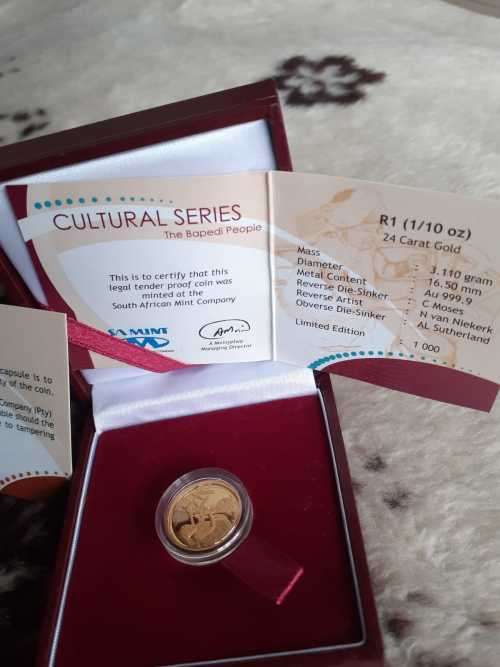 CULTURAL SERIES
The Bapedi People
This is to certify that this
legal tender proof coin was
minted at the
South African Mint Company
SA MINT
Managing Director
R1 (1/10 oz)
24 Carat Gold
Mass : 3.110 gram
Diameter : 16.50 mm
Metal Content : Au 999.9
Reverse Die-Sinker : C Moses
Reverse Artist : N van Niekerk
Obverse Die-Sinker : AL Sutherland
Limited Edition : 1 000
capsule is to
ty of the coin.
Company (Pty)
ble should the
e to tampering